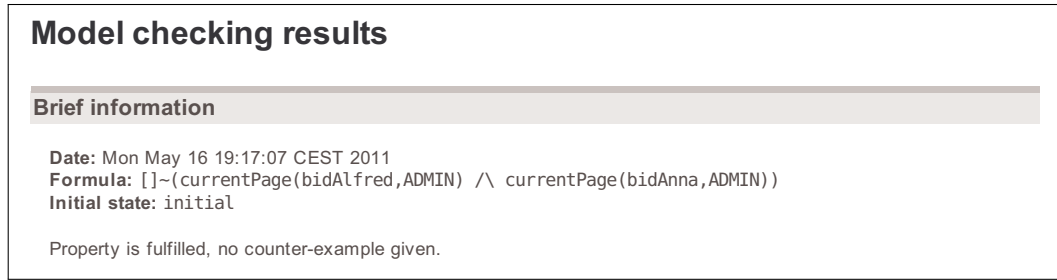 Model checking results
Brief information
Date: Mon May 16 19:17:07 CEST 2011
Formula: []~(currentPage(bidAlfred,ADMIN) /\ currentPage(bidAnna,ADMIN))
Initial state: initial
Property is fulfilled, no counter-example given.